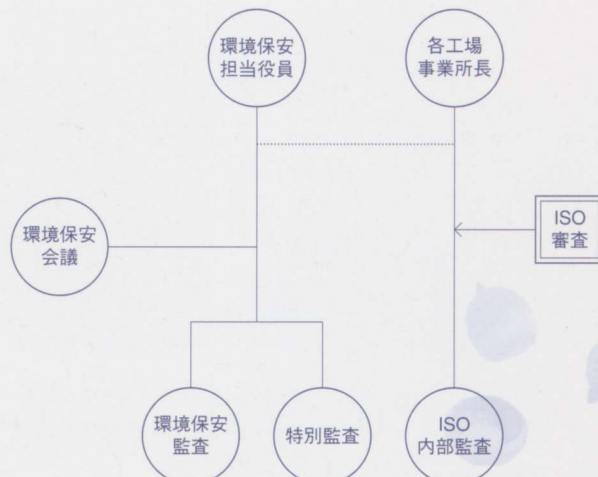 環境保安
担当役員
各工場
事業所長
環境保安
会議
ISO
審査
環境保安
監査
特別監査
ISO
内部監査